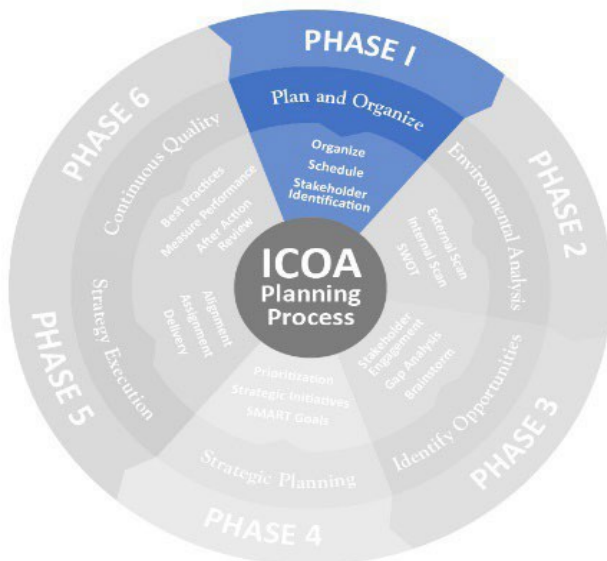 PHASE I
Plan and Organize
Organize
Schedule
Stakeholder
Identification
PHASE 2
Environmental Analysis
External Scan
Internal Scan
SWOT
PHASE 3
Identify Opportunities
Stakeholder
Engagement
Gap Analysis
Brainstorm
PHASE 4
Strategic Planning
Prioritization
Strategic Initiatives
SMART Goals
PHASE 5
Strategy Execution
Alignment
Assignment
Delivery
PHASE 6
Continuous Quality
Best Practices
Measure Performance
After Action
Review
ICOA
Planning
Process